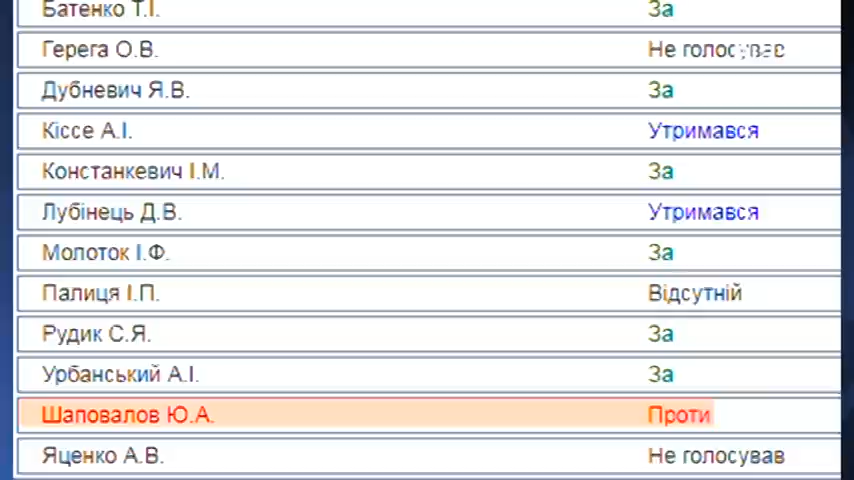 Батенко Т.І. За
Герега О.В. Не голосував
Дубневич Я.В. За
Кіссе А.І. Утримався
Констанкевич І.М. За
Лубінець Д.В. Утримався
Молоток І.Ф. За
Палиця І.П. Відсутній
Рудик С.Я. За
Урбанський А.І. За
Шаповалов Ю.А. Проти
Яценко А.В. Не голосував